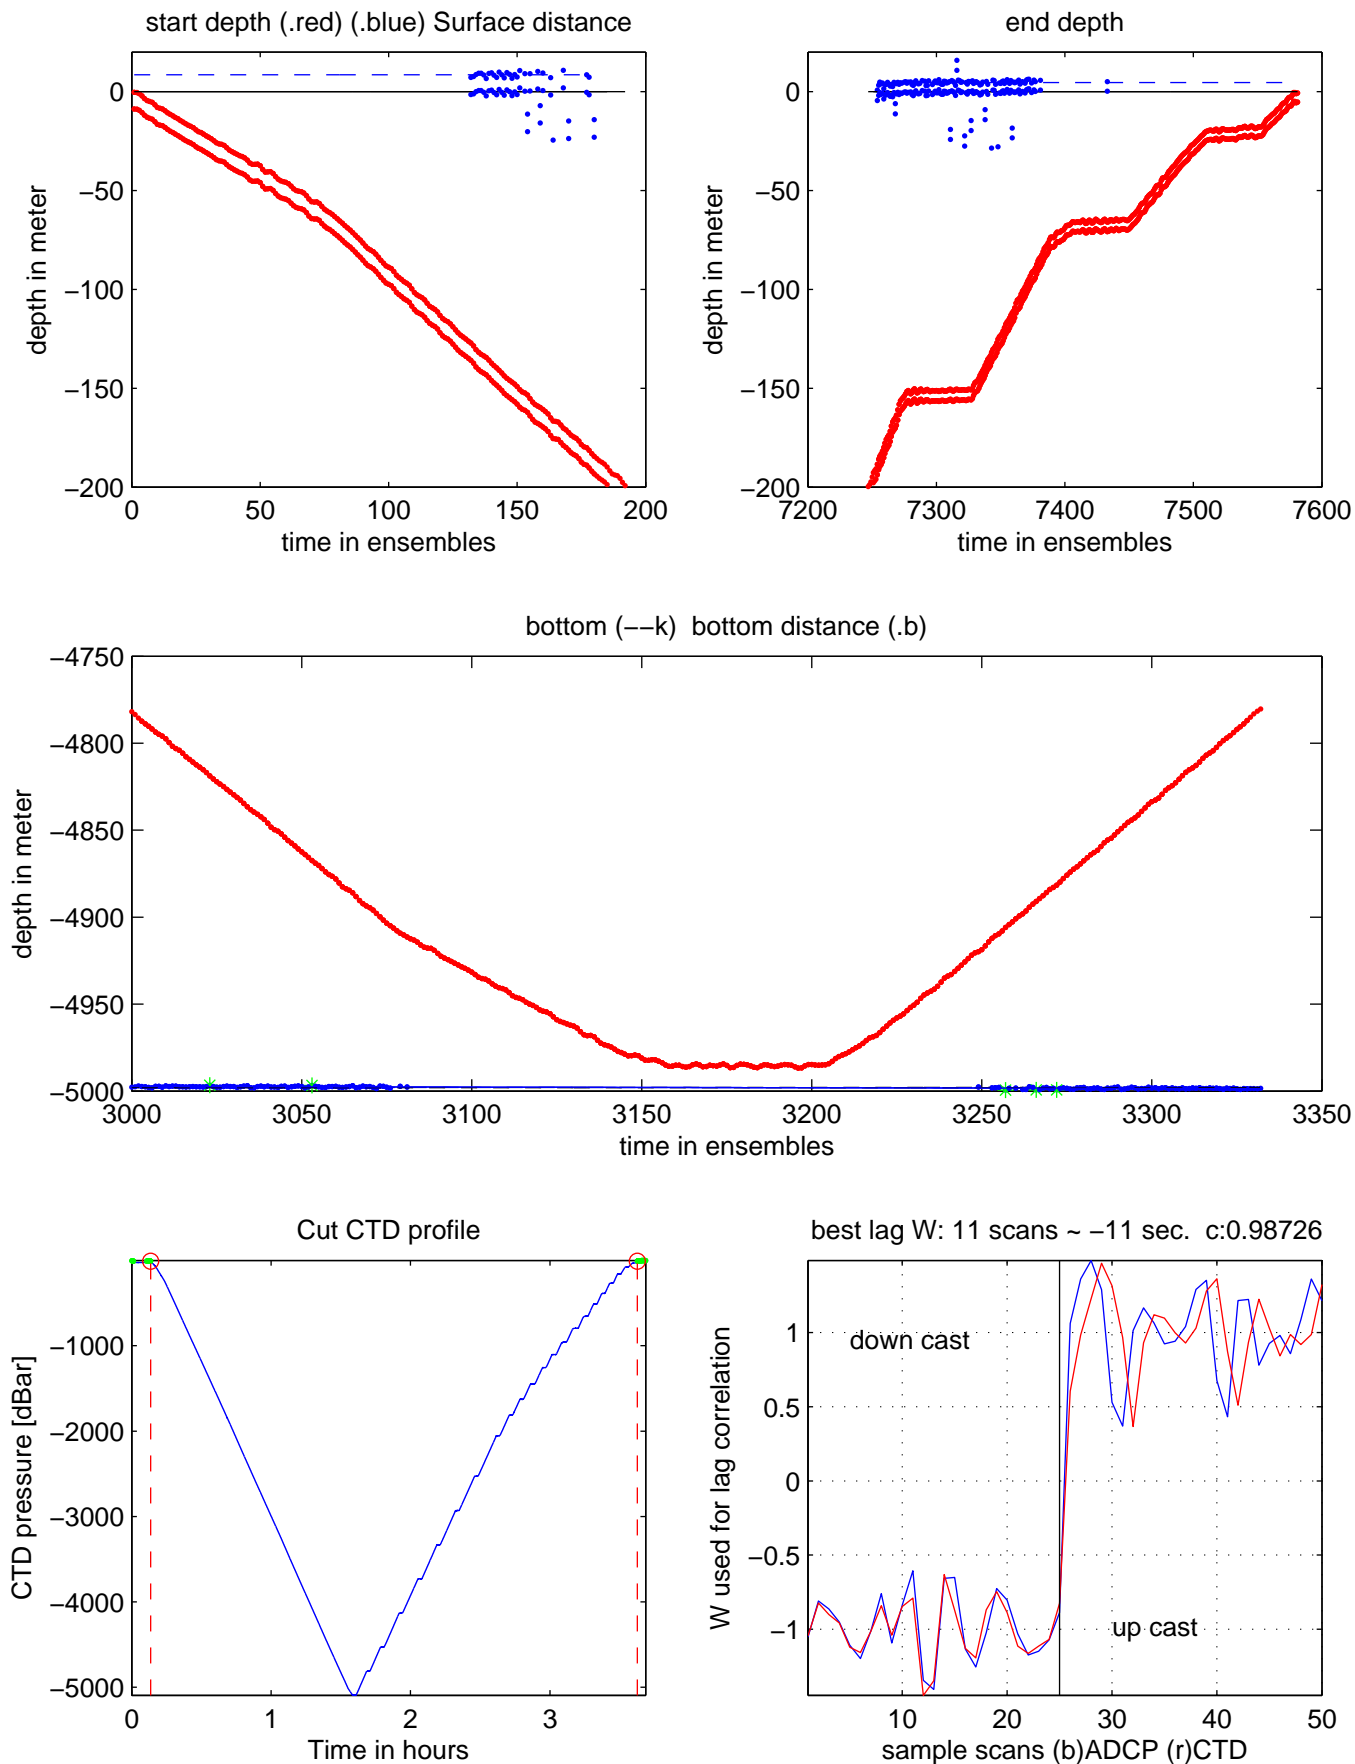 start depth (.red) (.blue) Surface distance
end depth
0
−50
−100
−150
−200
depth in meter
0 50 100 150 200
time in ensembles
0
−50
−100
−150
−200
depth in meter
7200 7300 7400 7500 7600
time in ensembles
bottom (−−k)  bottom distance (.b)
−4750
−4800
−4850
−4900
−4950
−5000
depth in meter
3000 3050 3100 3150 3200 3250 3300 3350
time in ensembles
Cut CTD profile
−1000
−2000
−3000
−4000
−5000
CTD pressure [dBar]
0 1 2 3
Time in hours
best lag W: 11 scans ~ −11 sec.  c:0.98726
1
0.5
0
−0.5
−1
W used for lag correlation
down cast
up cast
10 20 30 40 50
sample scans (b)ADCP (r)CTD